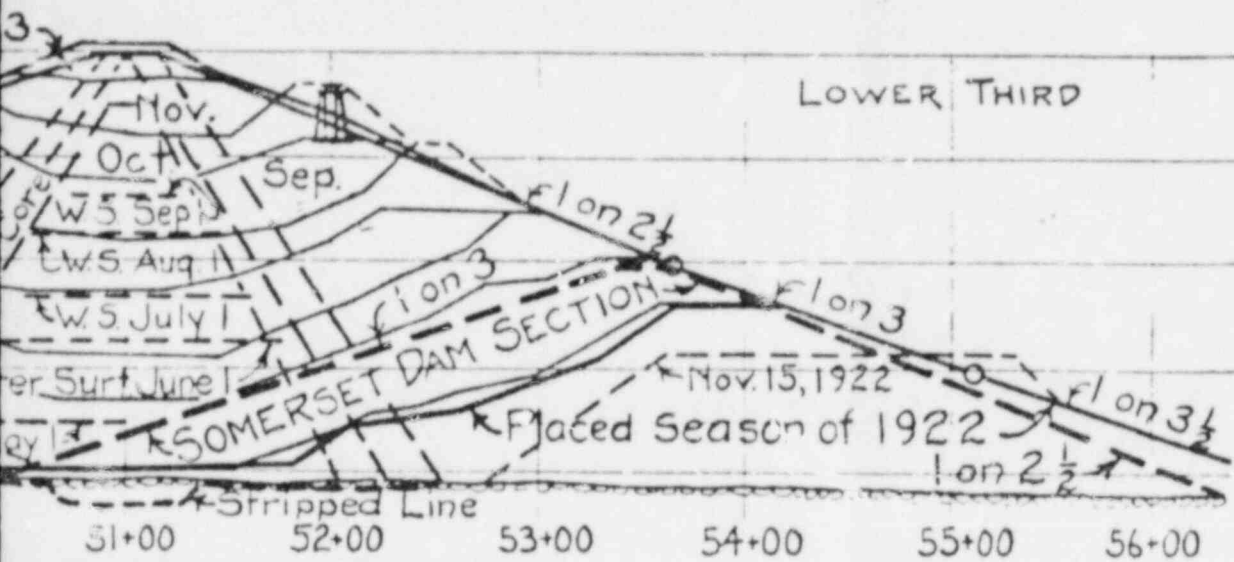 3
LOWER THIRD
Nov.
Oct
Sep.
core
W.S. Sep 1
W.S. Aug 1
W.S. July 1
er Surf. June 1
ay 1
1 on 2½
1 on 3
1 on 3
1 on 3½
SOMERSET DAM SECTION
Nov. 15, 1922
Placed Season of 1922
1 on 2½
Stripped Line
51+00 52+00 53+00 54+00 55+00 56+00